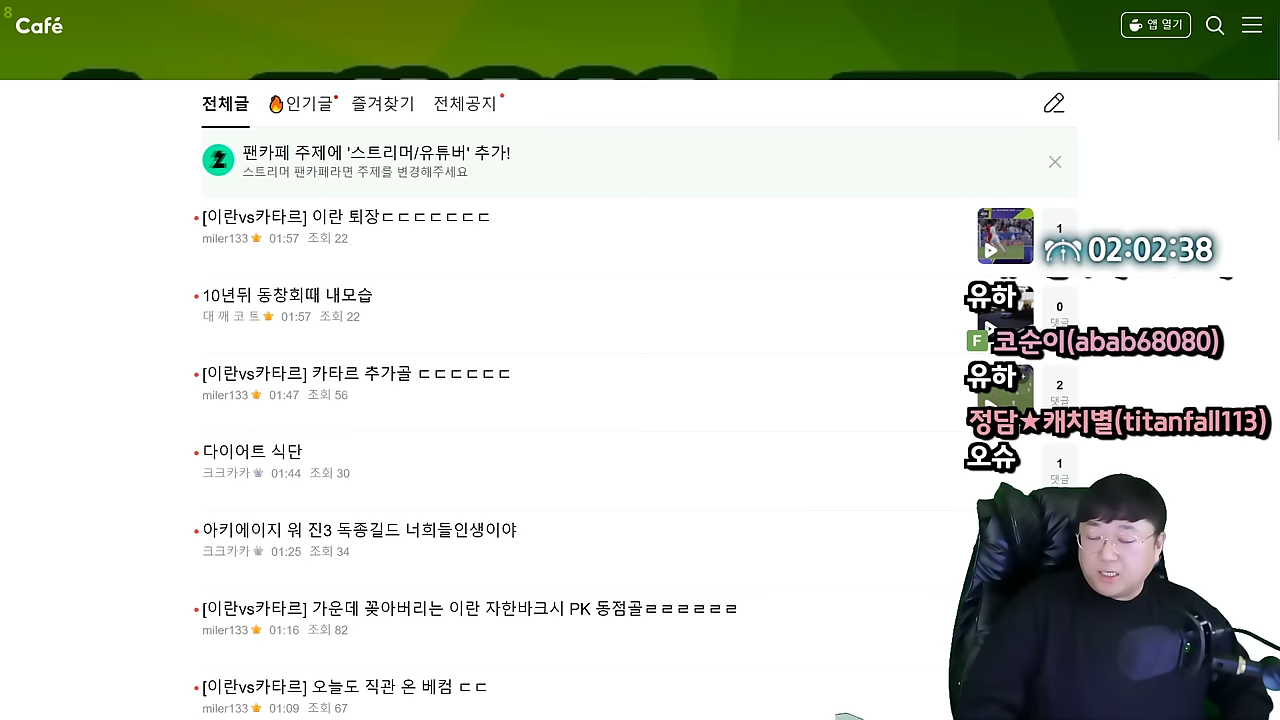 8
Café
앱 열기
전체글 🔥인기글 즐겨찾기 전체공지
팬카페 주제에 '스트리머/유튜버' 추가!
스트리머 팬카페라면 주제를 변경해주세요
[이란vs카타르] 이란 퇴장ㄷㄷㄷㄷㄷㄷㄷ
miler133 01:57 조회 22
1
02:02:38
10년뒤 동창회때 내모습
대 깨 코 트 01:57 조회 22
0
댓글
유하
F 코순이(abab68080)
[이란vs카타르] 카타르 추가골 ㄷㄷㄷㄷㄷㄷ
miler133 01:47 조회 56
2
댓글
유하
정담★캐치별(titanfall113)
다이어트 식단
크크카카 01:44 조회 30
1
댓글
오슈
아키에이지 워 진3 독종길드 너희들인생이야
크크카카 01:25 조회 34
[이란vs카타르] 가운데 꽂아버리는 이란 자한바크시 PK 동점골ㄹㄹㄹㄹㄹㄹ
miler133 01:16 조회 82
[이란vs카타르] 오늘도 직관 온 베컴 ㄷㄷ
miler133 01:09 조회 67